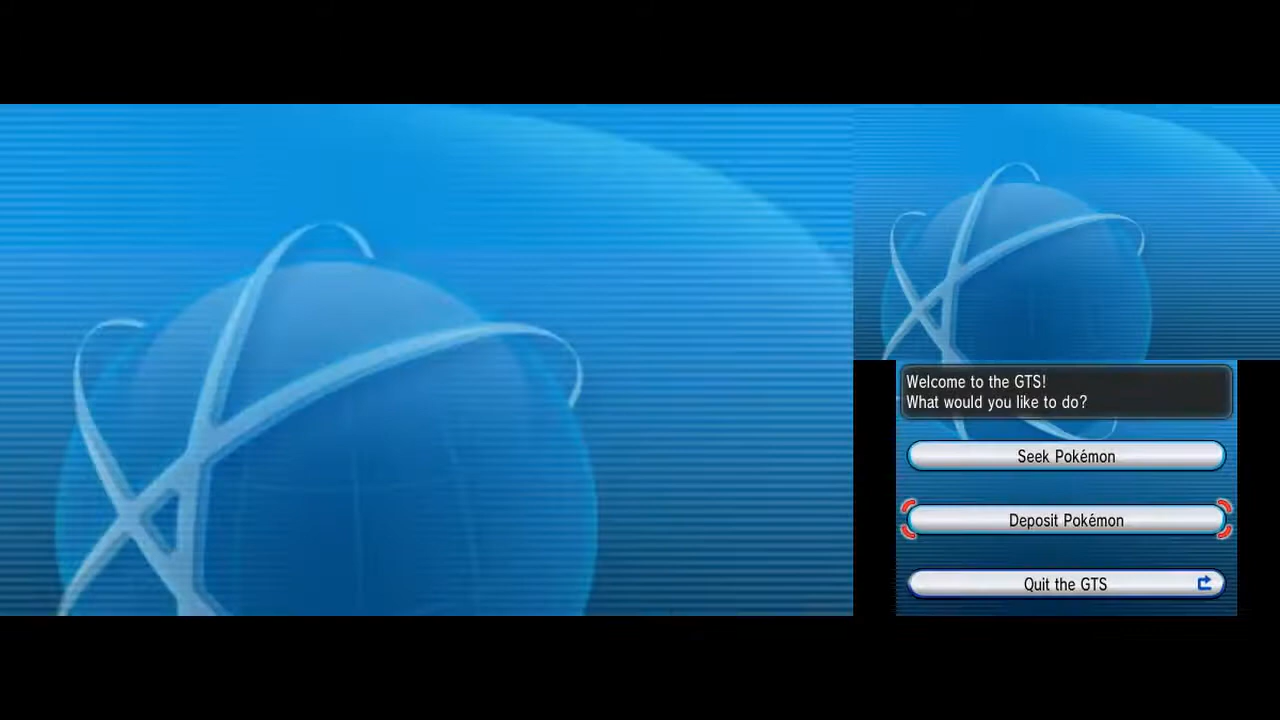 Welcome to the GTS!
What would you like to do?
Seek Pokémon
Deposit Pokémon
Quit the GTS